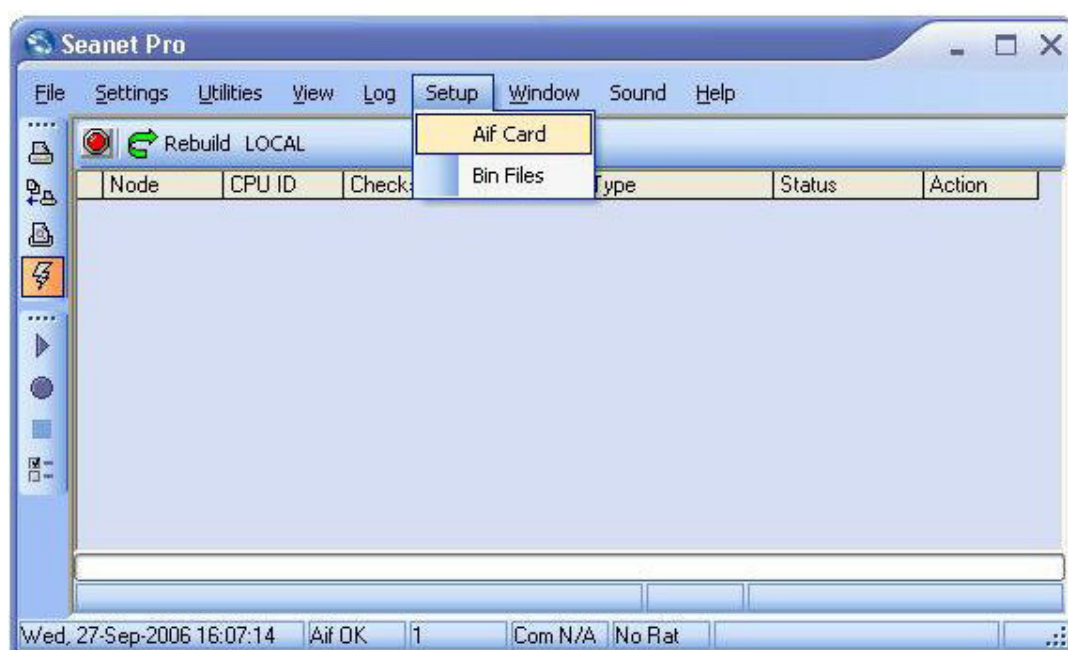 Seanet Pro
File Settings Utilities View Log Setup Window Sound Help
Aif Card
Bin Files
Rebuild LOCAL
Node CPU ID Type Status Action
Wed, 27-Sep-2006 16:07:14 Aif OK 1 Com N/A No Rat